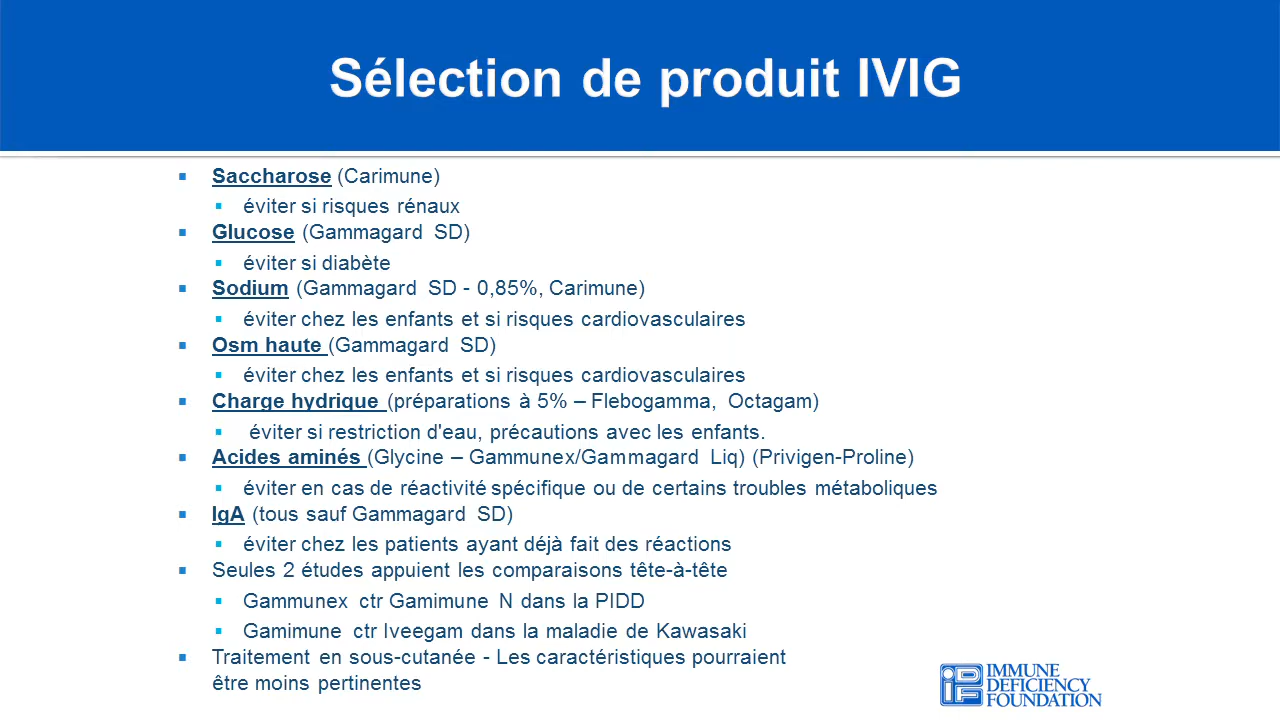 Sélection de produit IVIG
Saccharose (Carimune)
éviter si risques rénaux
Glucose (Gammagard SD)
éviter si diabète
Sodium (Gammagard SD - 0,85%, Carimune)
éviter chez les enfants et si risques cardiovasculaires
Osm haute (Gammagard SD)
éviter chez les enfants et si risques cardiovasculaires
Charge hydrique (préparations à 5% – Flebogamma, Octagam)
éviter si restriction d'eau, précautions avec les enfants.
Acides aminés (Glycine – Gammunex/Gammagard Liq) (Privigen-Proline)
éviter en cas de réactivité spécifique ou de certains troubles métaboliques
IgA (tous sauf Gammagard SD)
éviter chez les patients ayant déjà fait des réactions
Seules 2 études appuient les comparaisons tête-à-tête
Gammunex ctr Gamimune N dans la PIDD
Gamimune ctr Iveegam dans la maladie de Kawasaki
Traitement en sous-cutanée - Les caractéristiques pourraient
être moins pertinentes
IDF
IMMUNE
DEFICIENCY
FOUNDATION